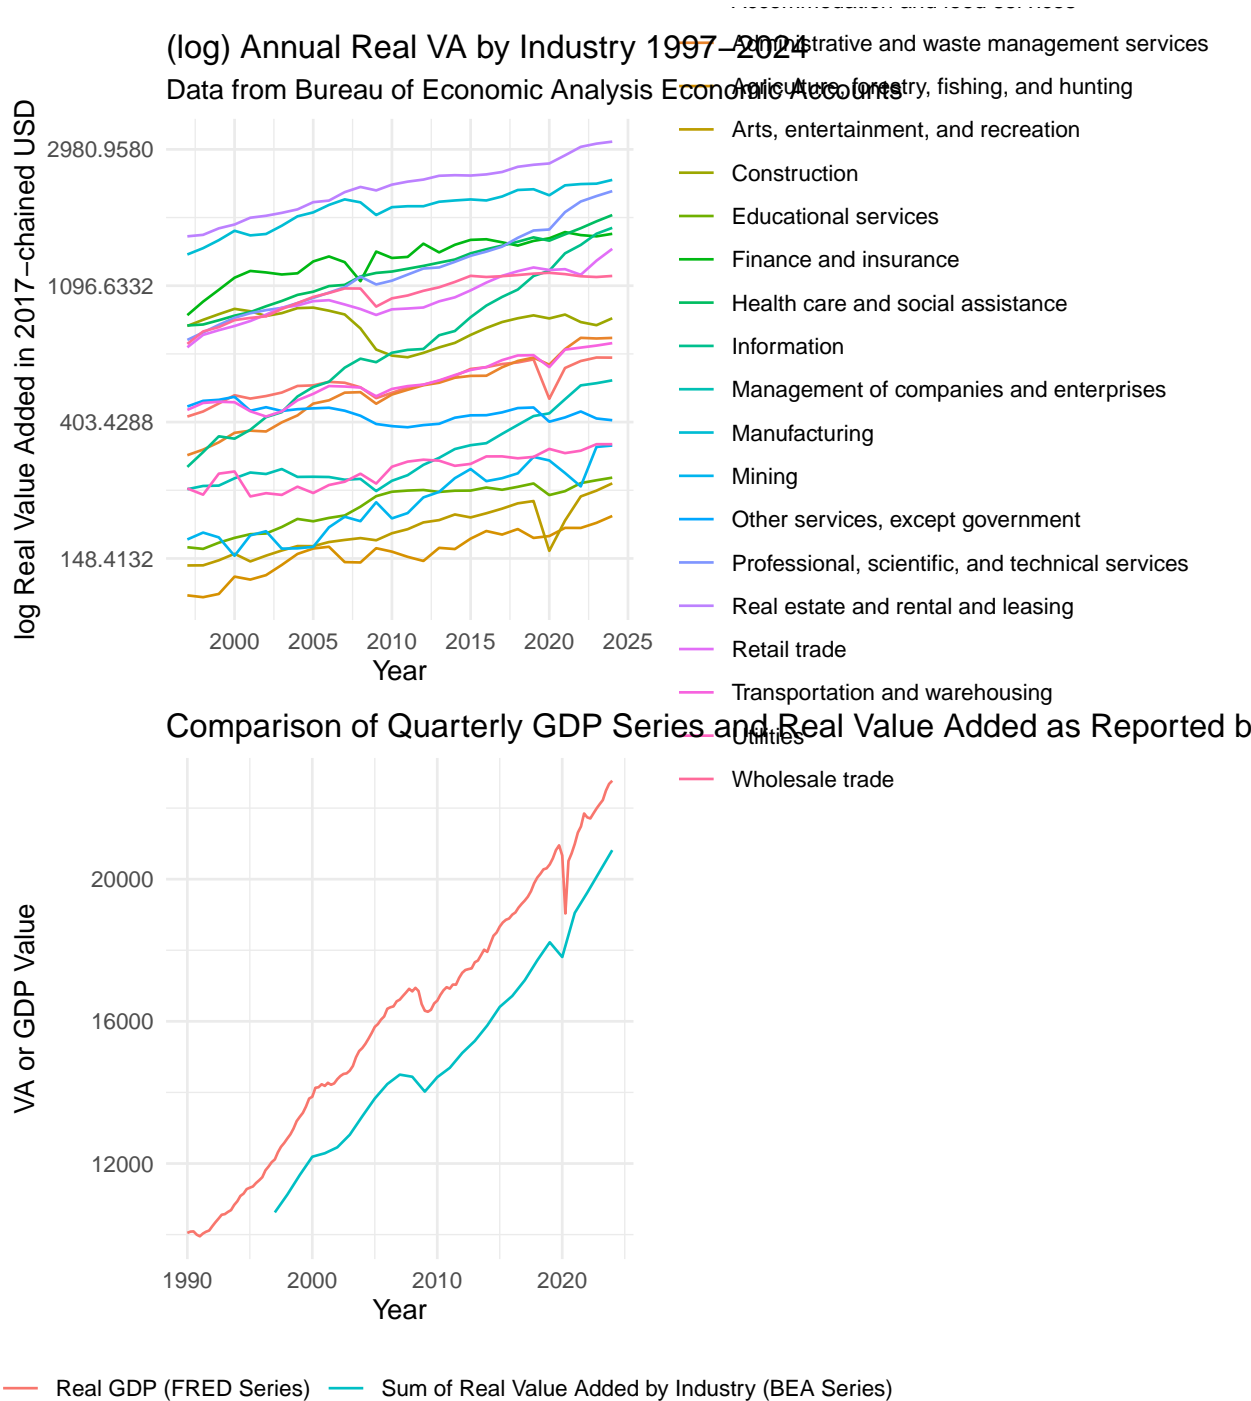 Accommodation and food services
(log) Annual Real VA by Industry 1997–2024
Administrative and waste management services
Data from Bureau of Economic Analysis Economic Accounts
Agriculture, forestry, fishing, and hunting
Arts, entertainment, and recreation
Construction
Educational services
Finance and insurance
Health care and social assistance
Information
Management of companies and enterprises
Manufacturing
Mining
Other services, except government
Professional, scientific, and technical services
Real estate and rental and leasing
Retail trade
Transportation and warehousing
Utilities
Wholesale trade
log Real Value Added in 2017–chained USD
2980.9580
1096.6332
403.4288
148.4132
2000 2005 2010 2015 2020 2025
Year
Comparison of Quarterly GDP Series and Real Value Added as Reported b
VA or GDP Value
20000
16000
12000
1990 2000 2010 2020
Year
Real GDP (FRED Series) Sum of Real Value Added by Industry (BEA Series)